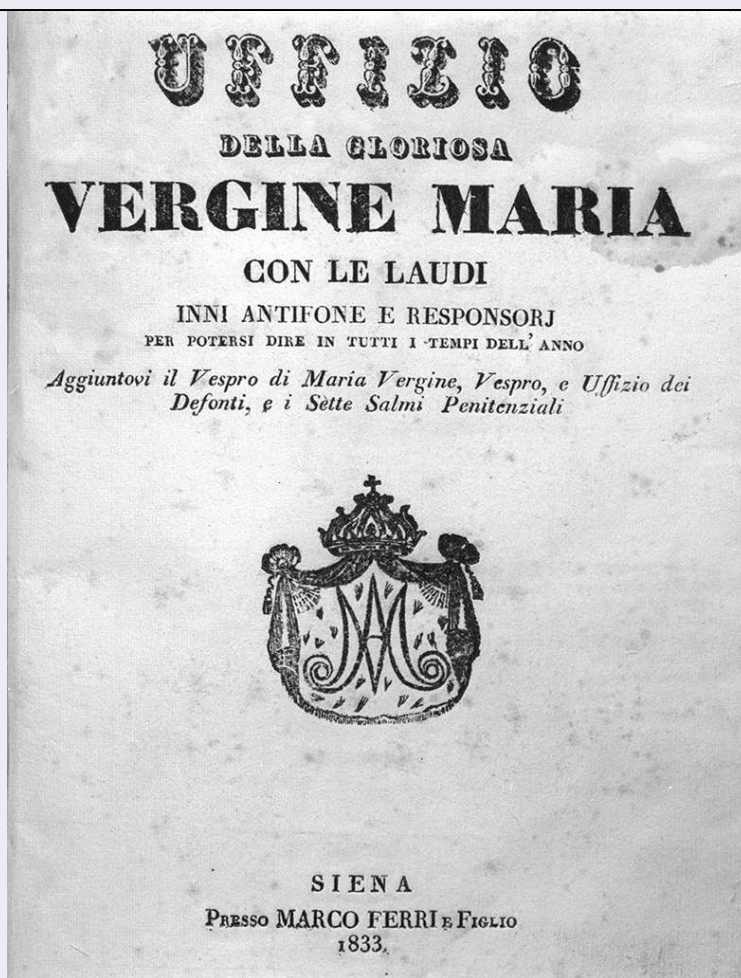 UFFIZIO
DELLA GLORIOSA
VERGINE MARIA
CON LE LAUDI
INNI ANTIFONE E RESPONSORJ
PER POTERSI DIRE IN TUTTI I TEMPI DELL' ANNO
Aggiuntovi il Vespro di Maria Vergine, Vespro, e Uffizio dei
Defonti, e i Sette Salmi Penitenziali
SIENA
PRESSO MARCO FERRI E FIGLIO
1833.